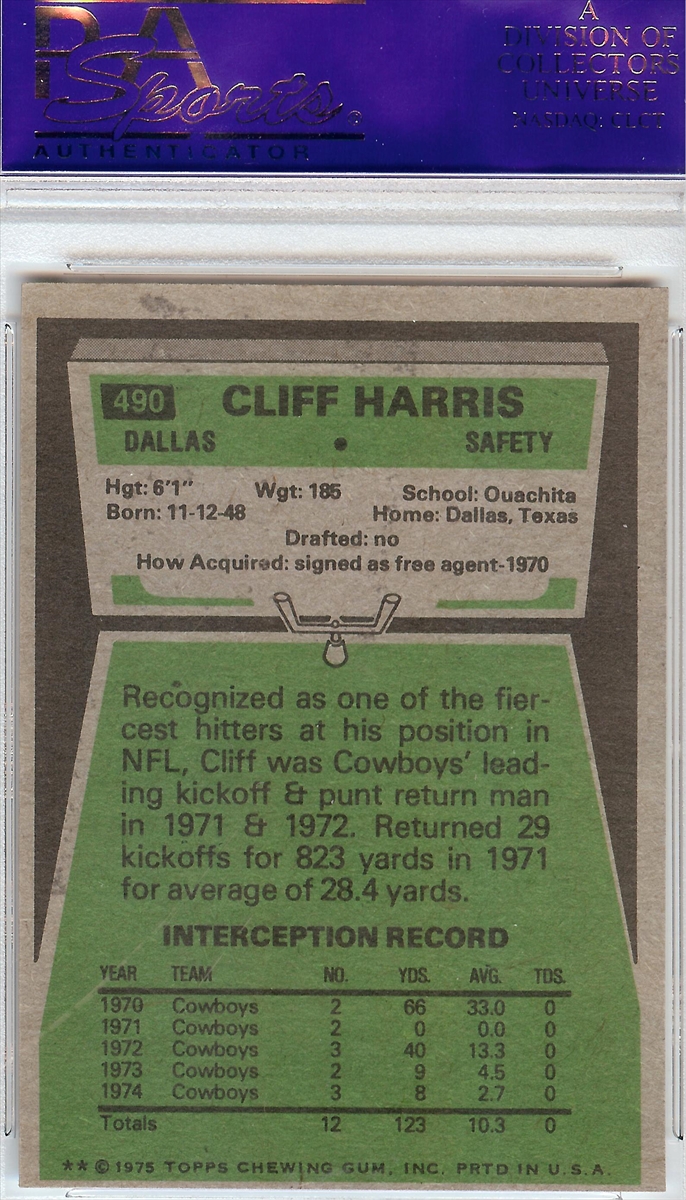 PSA
Sports ®
AUTHENTICATOR
A
DIVISION OF
COLLECTORS
UNIVERSE
NASDAQ: CLCT
490 CLIFF HARRIS
DALLAS • SAFETY
Hgt: 6'1" Wgt: 185 School: Ouachita
Born: 11-12-48 Home: Dallas, Texas
Drafted: no
How Acquired: signed as free agent-1970
Recognized as one of the fier-
cest hitters at his position in
NFL, Cliff was Cowboys' lead-
ing kickoff & punt return man
in 1971 & 1972. Returned 29
kickoffs for 823 yards in 1971
for average of 28.4 yards.
INTERCEPTION RECORD
YEAR TEAM NO. YDS. AVG. TDS.
1970 Cowboys 2 66 33.0 0
1971 Cowboys 2 0 0.0 0
1972 Cowboys 3 40 13.3 0
1973 Cowboys 2 9 4.5 0
1974 Cowboys 3 8 2.7 0
Totals 12 123 10.3 0
** © 1975 TOPPS CHEWING GUM, INC. PRTD IN U.S.A.